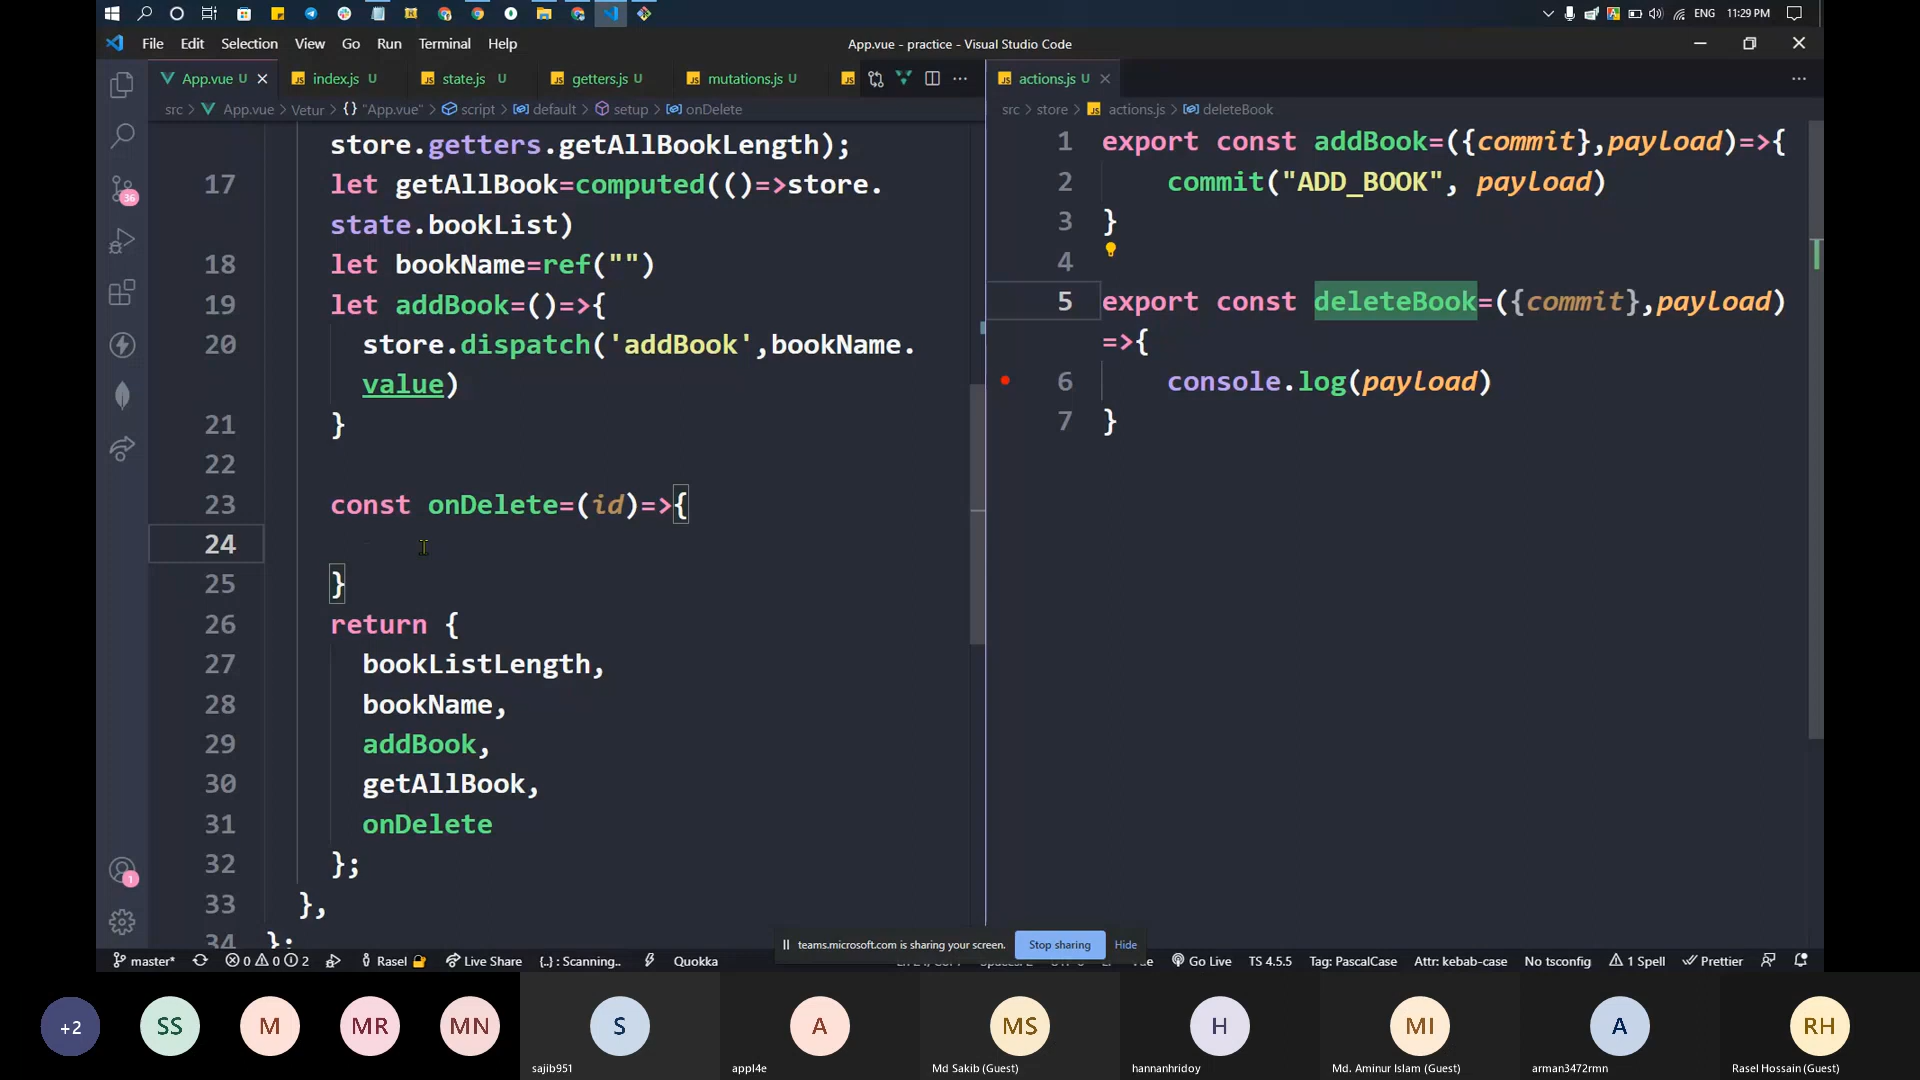 ENG 11:29 PM
File Edit Selection View Go Run Terminal Help
App.vue - practice - Visual Studio Code
App.vue U
index.js U
state.js U
getters.js U
mutations.js U
actions.js U
src > App.vue > Vetur > {} "App.vue" > script > default > setup > onDelete
src > store > actions.js > deleteBook
store.getters.getAllBookLength);
17 let getAllBook=computed(()=>store.
state.bookList)
18 let bookName=ref("")
19 let addBook=()=>{
20 store.dispatch('addBook',bookName.
value)
21 }
22
23 const onDelete=(id)=>{
24
25 }
26 return {
27 bookListLength,
28 bookName,
29 addBook,
30 getAllBook,
31 onDelete
32 };
33 },
34 };
1 export const addBook=({commit},payload)=>{
2 commit("ADD_BOOK", payload)
3 }
4
5 export const deleteBook=({commit},payload)
=>{
6 console.log(payload)
7 }
36
1
teams.microsoft.com is sharing your screen. Stop sharing Hide
master* 0 0 2 Rasel Live Share {..} : Scanning.. Quokka Go Live TS 4.5.5 Tag: PascalCase Attr: kebab-case No tsconfig 1 Spell Prettier
+2 SS M MR MN S A MS H MI A RH
sajib951 appl4e Md Sakib (Guest) hannanhridoy Md. Aminur Islam (Guest) arman3472rmn Rasel Hossain (Guest)